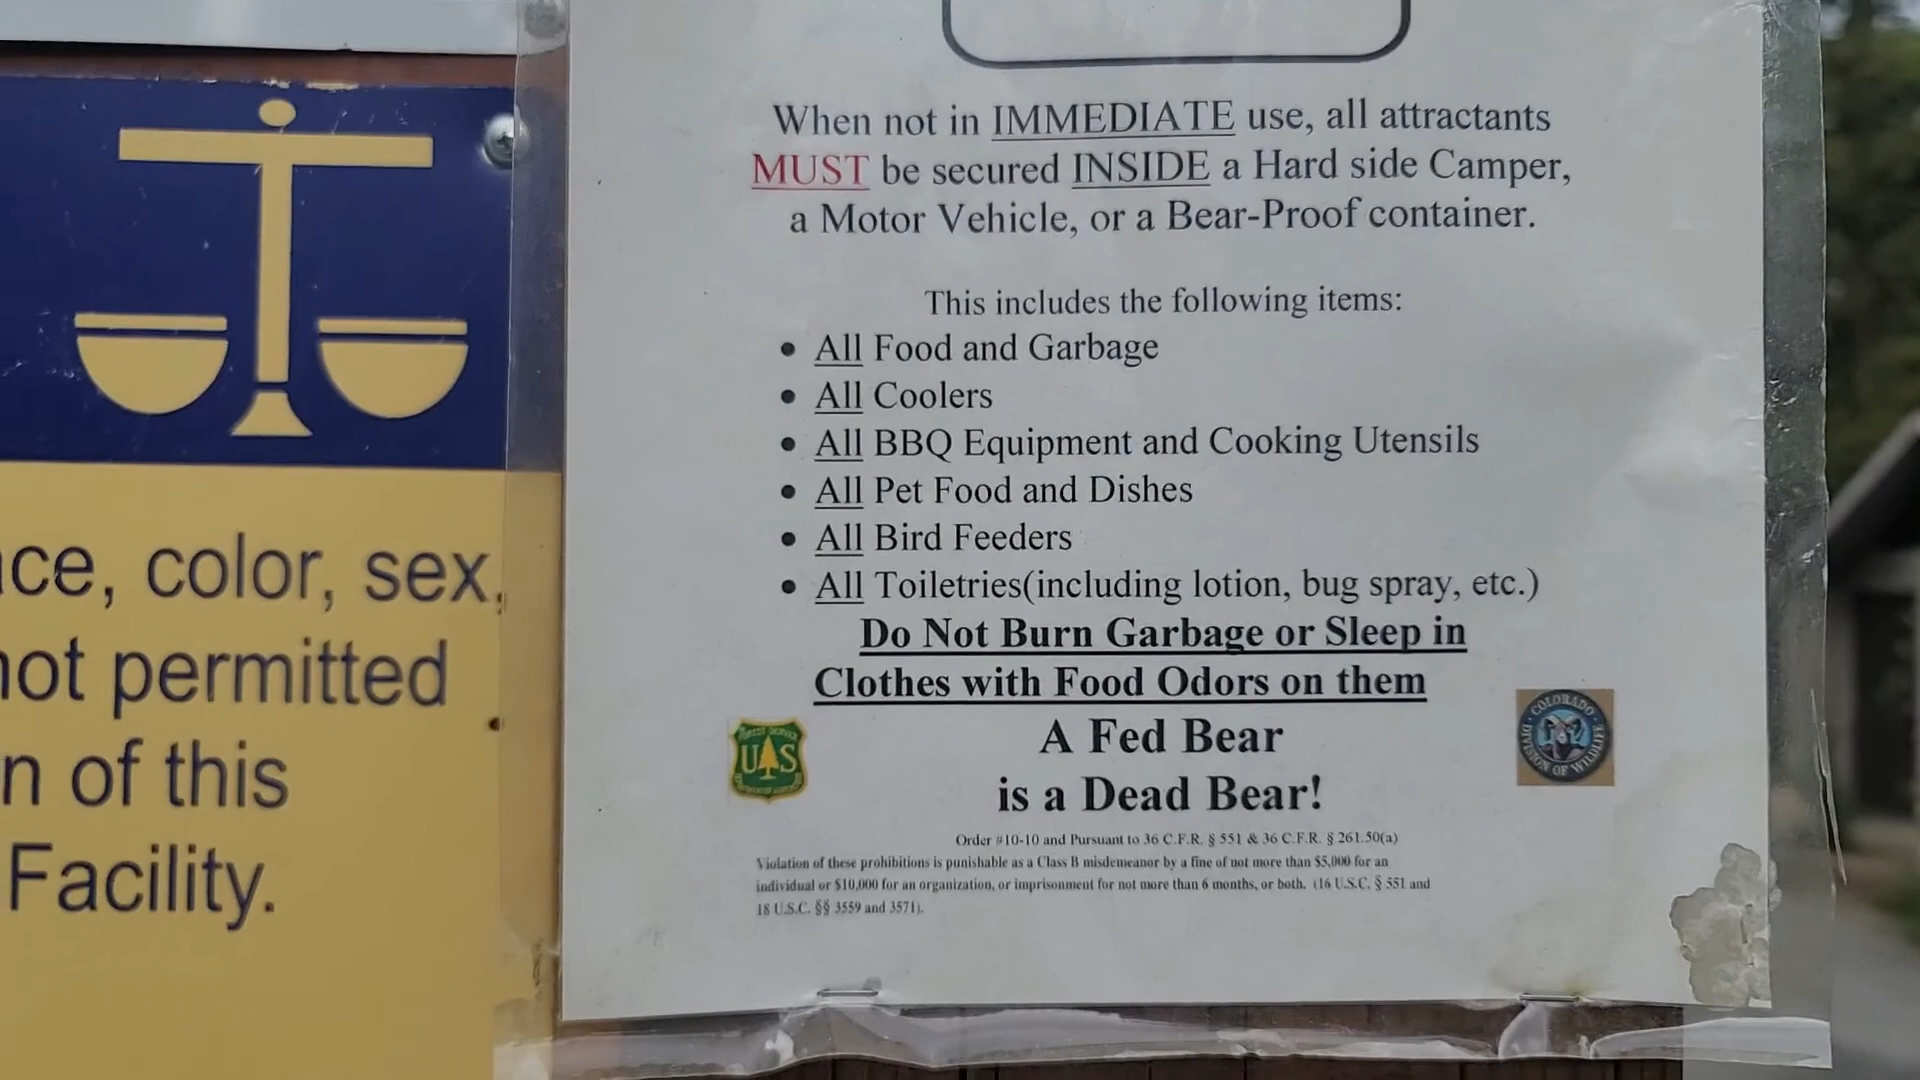 ce, color, sex,
not permitted
n of this
Facility.
When not in IMMEDIATE use, all attractants
MUST be secured INSIDE a Hard side Camper,
a Motor Vehicle, or a Bear-Proof container.
This includes the following items:
• All Food and Garbage
• All Coolers
• All BBQ Equipment and Cooking Utensils
• All Pet Food and Dishes
• All Bird Feeders
• All Toiletries(including lotion, bug spray, etc.)
Do Not Burn Garbage or Sleep in
Clothes with Food Odors on them
A Fed Bear
is a Dead Bear!
FOREST SERVICE
U S
COLORADO
DIVISION OF WILDLIFE
Order #10-10 and Pursuant to 36 C.F.R. § 551 & 36 C.F.R. § 261.50(a)
Violation of these prohibitions is punishable as a Class B misdemeanor by a fine of not more than $5,000 for an
individual or $10,000 for an organization, or imprisonment for not more than 6 months, or both. (16 U.S.C. § 551 and
18 U.S.C. §§ 3559 and 3571).